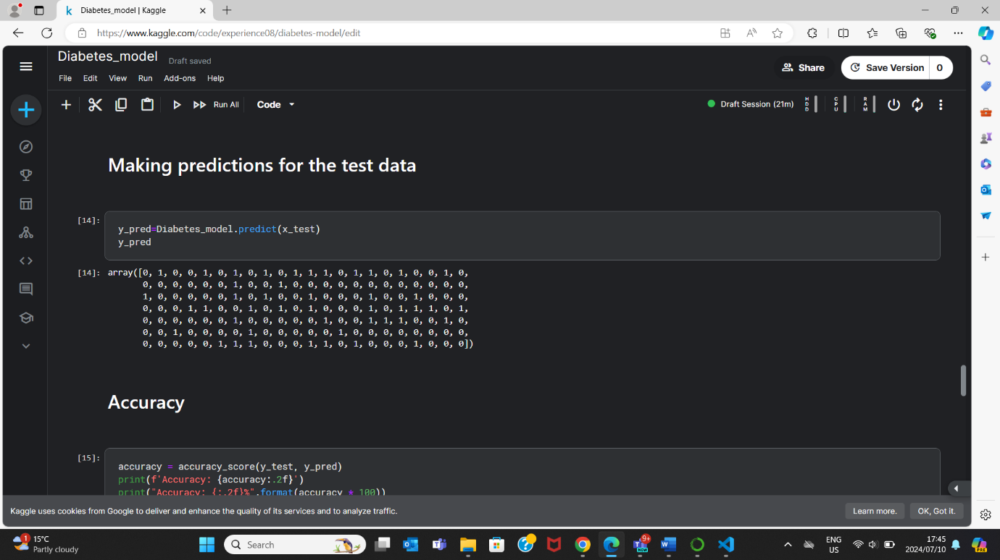 Diabetes_model | Kaggle
https://www.kaggle.com/code/experience08/diabetes-model/edit
Diabetes_model Draft saved
Share
Save Version 0
File Edit View Run Add-ons Help
Run All Code
Draft Session (21m) HDD CPU RAM
Making predictions for the test data
[14]:
y_pred=Diabetes_model.predict(x_test)
y_pred
[14]: array([0, 1, 0, 0, 1, 0, 1, 0, 1, 0, 1, 1, 1, 0, 1, 1, 0, 1, 0, 0, 1, 0,
0, 0, 0, 0, 0, 0, 1, 0, 0, 1, 0, 0, 0, 0, 0, 0, 0, 0, 0, 0, 0, 0,
1, 0, 0, 0, 0, 0, 1, 0, 1, 0, 0, 1, 0, 0, 0, 1, 0, 0, 1, 0, 0, 0,
0, 0, 0, 1, 1, 0, 0, 1, 0, 1, 0, 1, 0, 0, 0, 1, 0, 1, 1, 1, 0, 1,
0, 0, 0, 0, 0, 0, 1, 0, 0, 0, 0, 0, 1, 0, 0, 1, 1, 1, 0, 0, 1, 0,
0, 0, 1, 0, 0, 0, 0, 1, 0, 0, 0, 0, 0, 1, 0, 0, 0, 0, 0, 0, 0, 0,
0, 0, 0, 0, 0, 1, 1, 1, 0, 0, 0, 1, 1, 0, 1, 0, 0, 0, 1, 0, 0, 0])
Accuracy
[15]:
accuracy = accuracy_score(y_test, y_pred)
print(f'Accuracy: {accuracy:.2f}')
print("Accuracy: {:.2f}%".format(accuracy * 100))
Kaggle uses cookies from Google to deliver and enhance the quality of its services and to analyze traffic.
Learn more.
OK, Got it.
1
15°C
Partly cloudy
Search
9+
NEW
ENG
US
17:45
2024/07/10
PRE